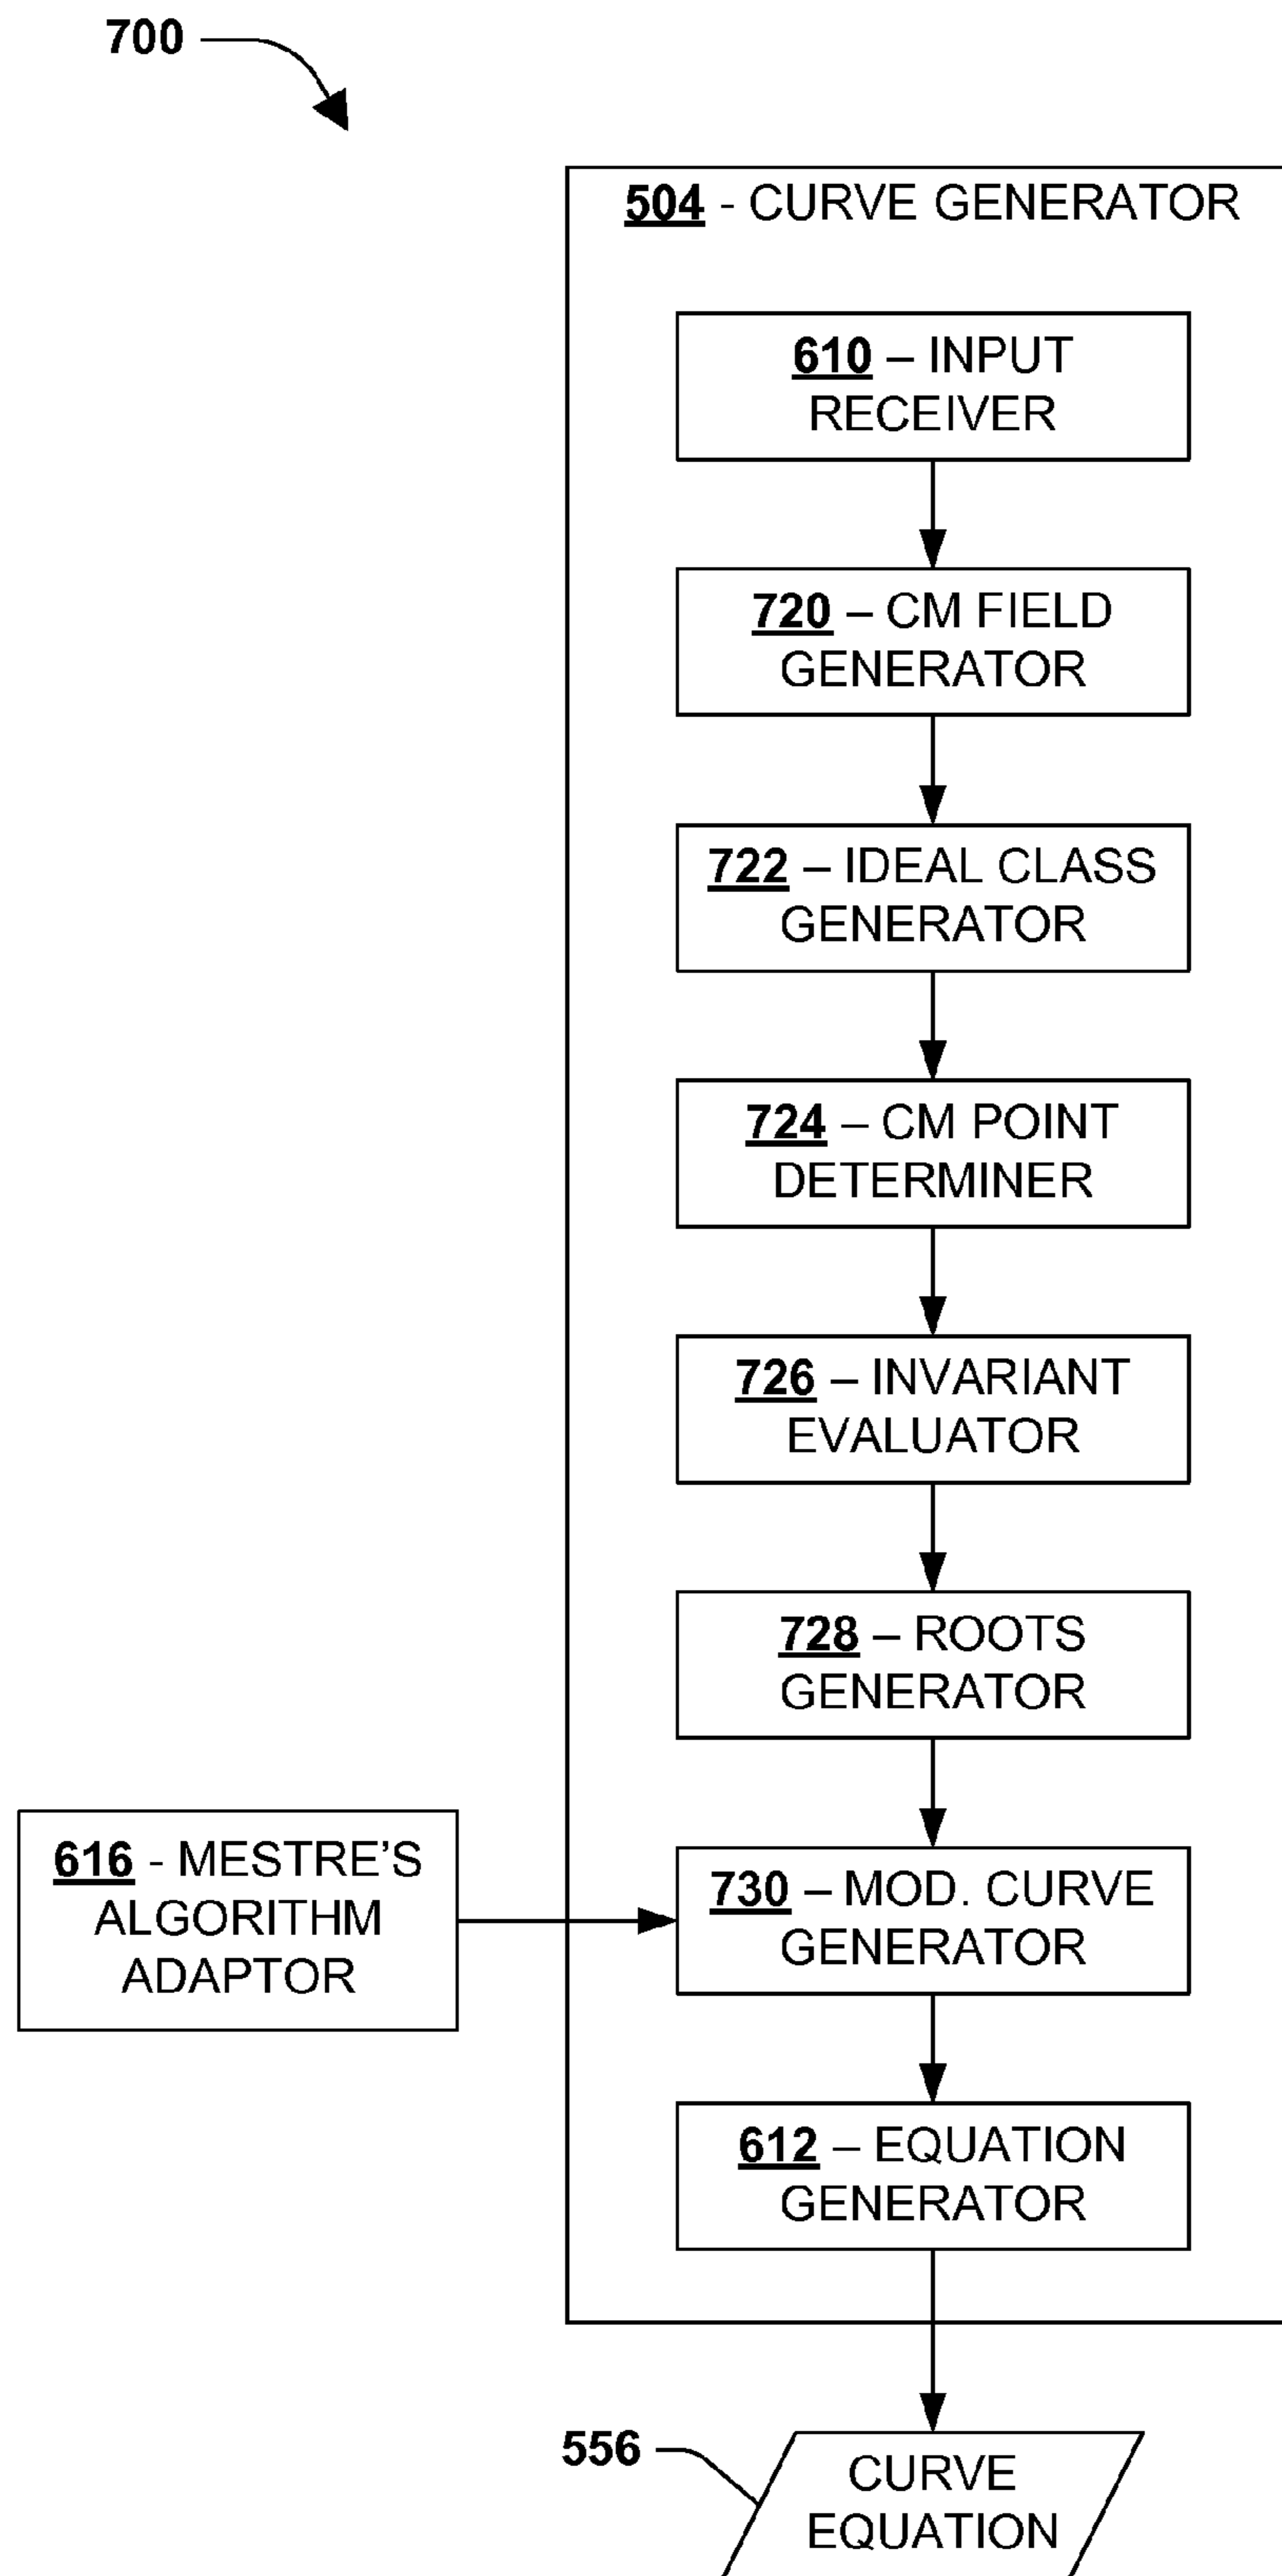 700
504 - CURVE GENERATOR
610 – INPUT
RECEIVER
720 – CM FIELD
GENERATOR
722 – IDEAL CLASS
GENERATOR
724 – CM POINT
DETERMINER
726 – INVARIANT
EVALUATOR
728 – ROOTS
GENERATOR
616 - MESTRE’S
ALGORITHM
ADAPTOR
730 – MOD. CURVE
GENERATOR
612 – EQUATION
GENERATOR
556
CURVE
EQUATION